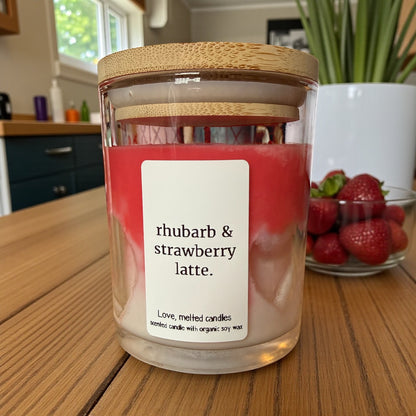 rhubarb &
strawberry
latte.
Love, melted candles
scented candle with organic soy wax